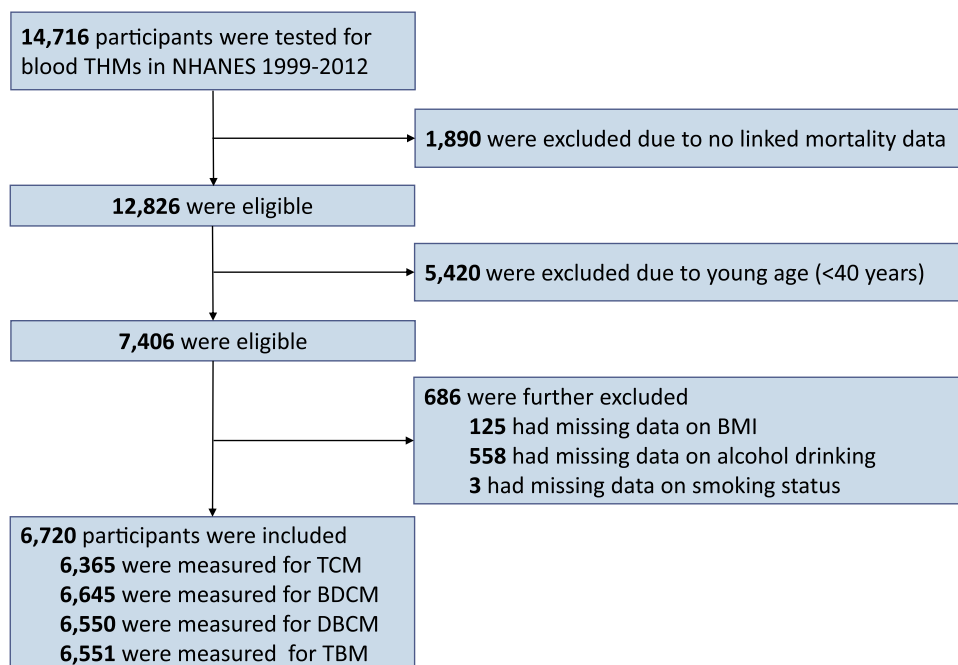 14,716 participants were tested for
blood THMs in NHANES 1999-2012
1,890 were excluded due to no linked mortality data
12,826 were eligible
5,420 were excluded due to young age (<40 years)
7,406 were eligible
686 were further excluded
125 had missing data on BMI
558 had missing data on alcohol drinking
3 had missing data on smoking status
6,720 participants were included
6,365 were measured for TCM
6,645 were measured for BDCM
6,550 were measured for DBCM
6,551 were measured for TBM